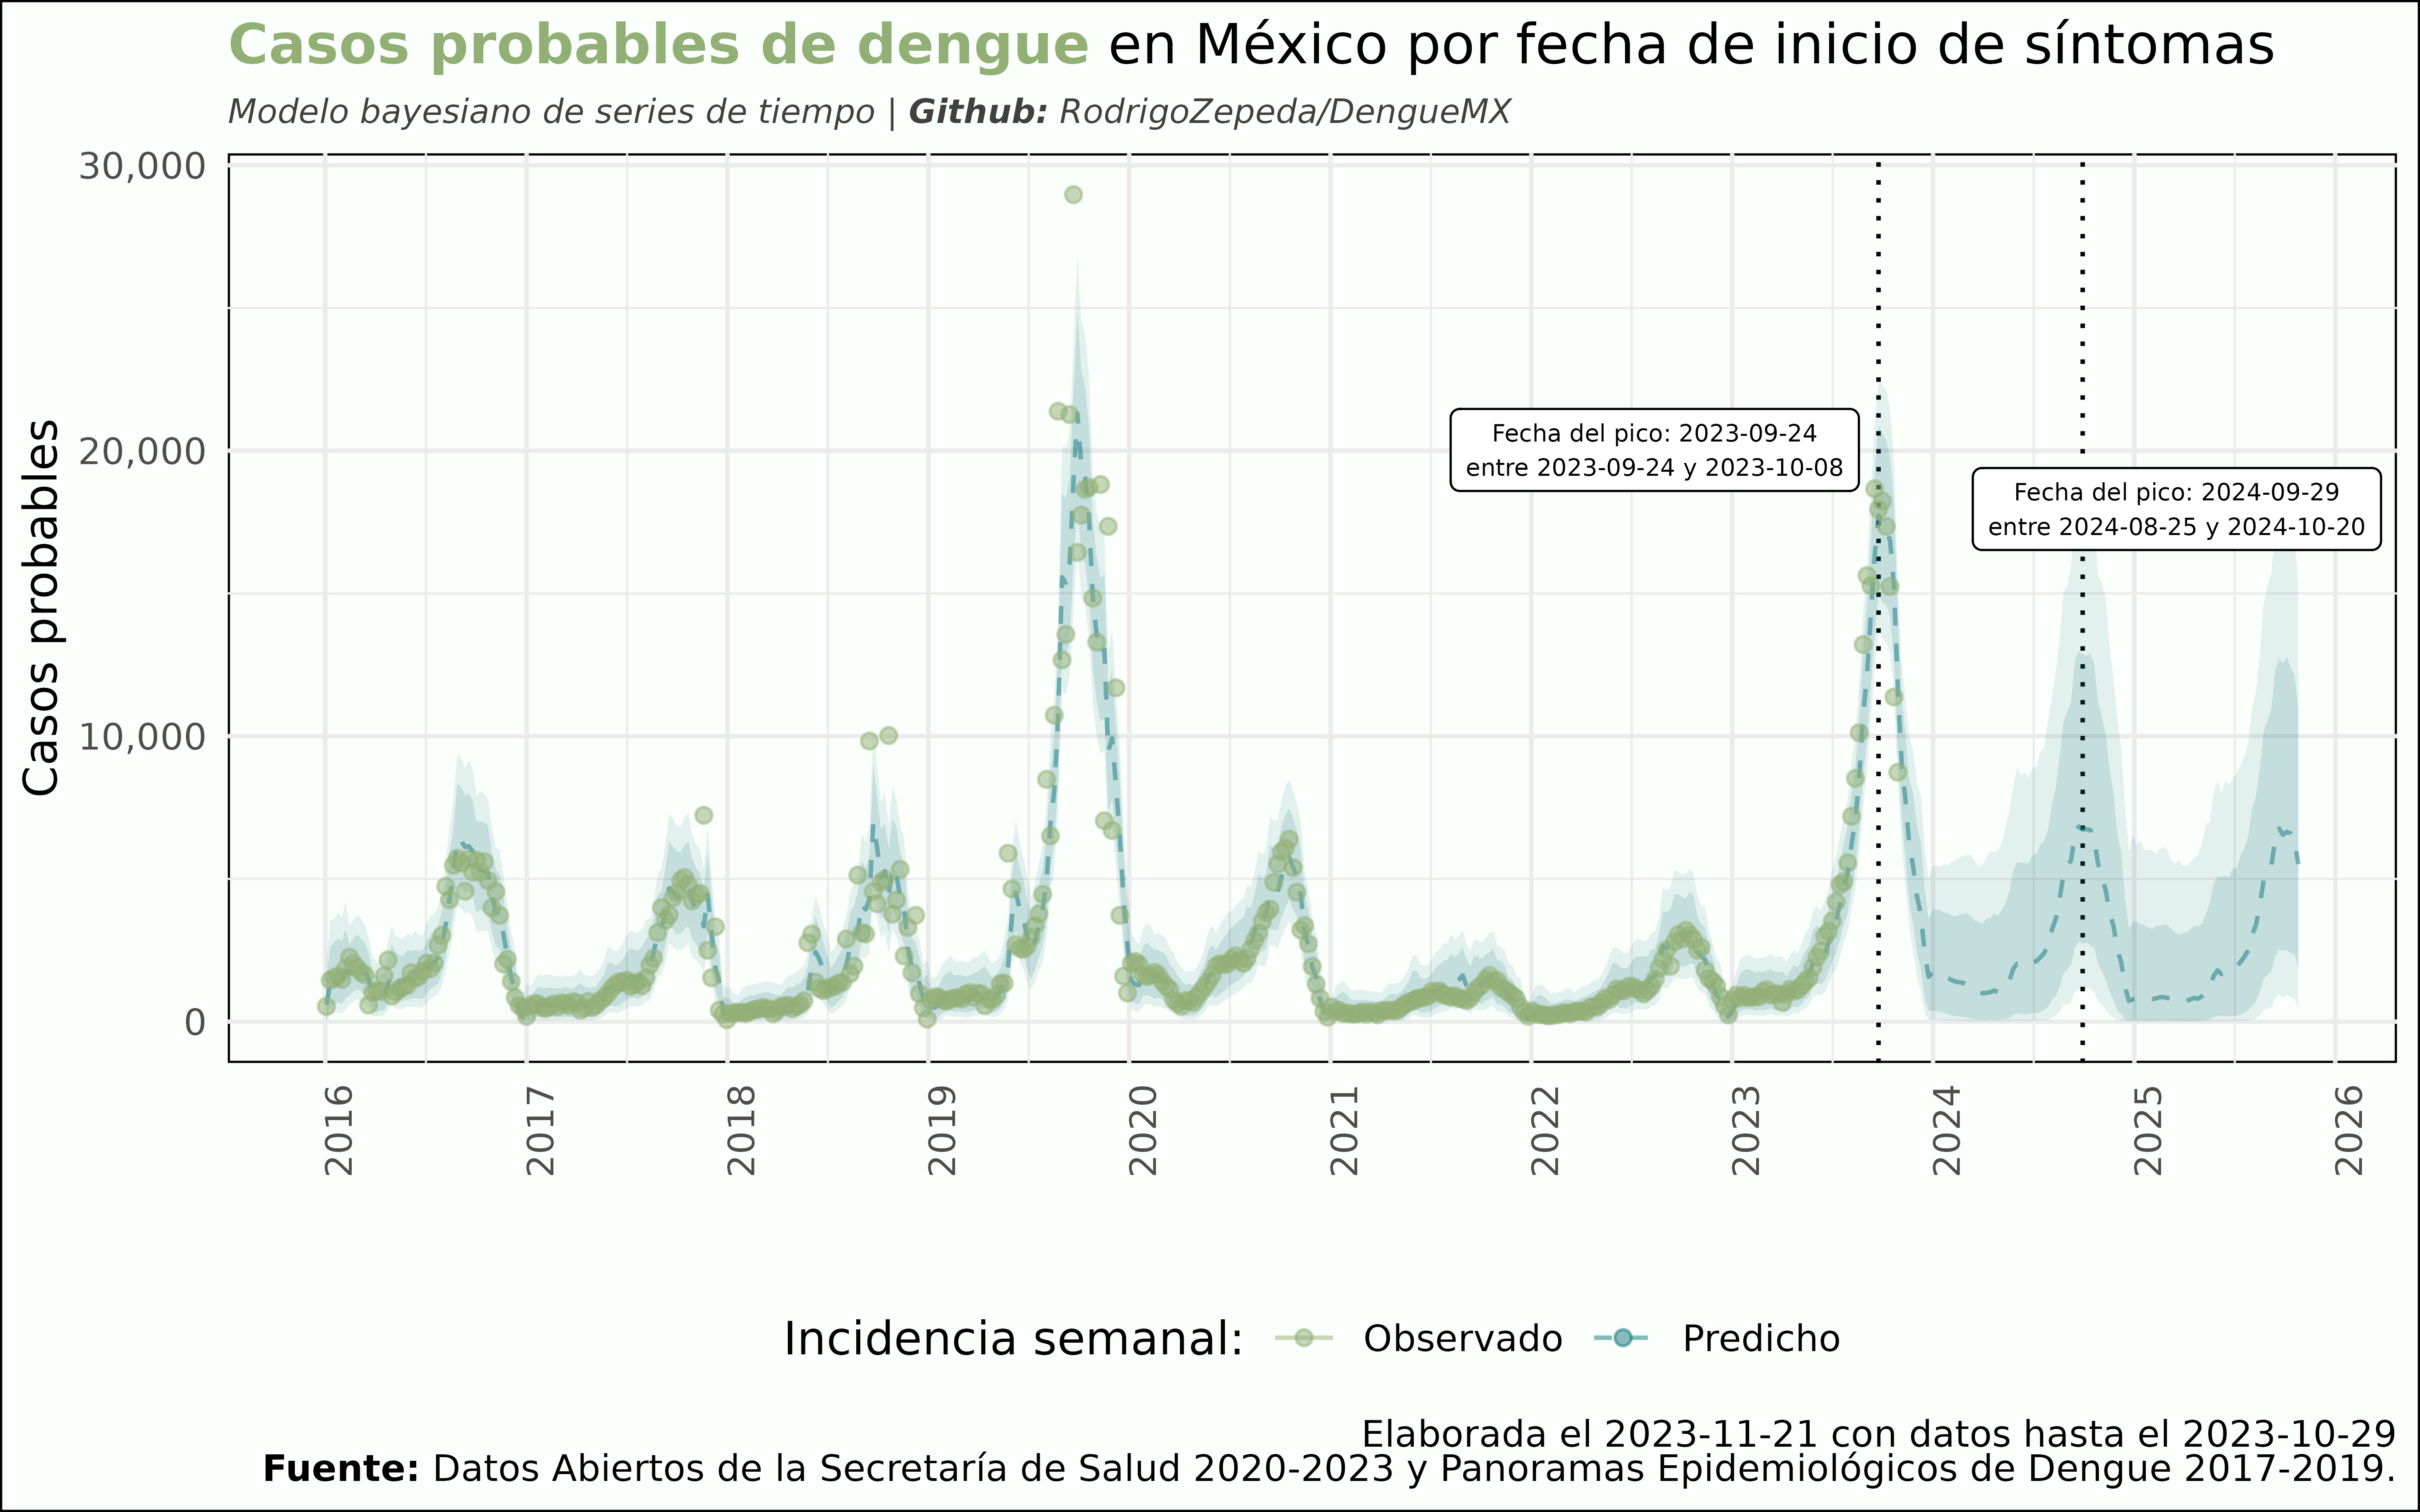 Casos probables de dengue en México por fecha de inicio de síntomas
Modelo bayesiano de series de tiempo | Github: RodrigoZepeda/DengueMX
Casos probables
30,000
20,000
10,000
0
Fecha del pico: 2023-09-24
entre 2023-09-24 y 2023-10-08
Fecha del pico: 2024-09-29
entre 2024-08-25 y 2024-10-20
2016
2017
2018
2019
2020
2021
2022
2023
2024
2025
2026
Incidencia semanal: Observado Predicho
Elaborada el 2023-11-21 con datos hasta el 2023-10-29
Fuente: Datos Abiertos de la Secretaría de Salud 2020-2023 y Panoramas Epidemiológicos de Dengue 2017-2019.